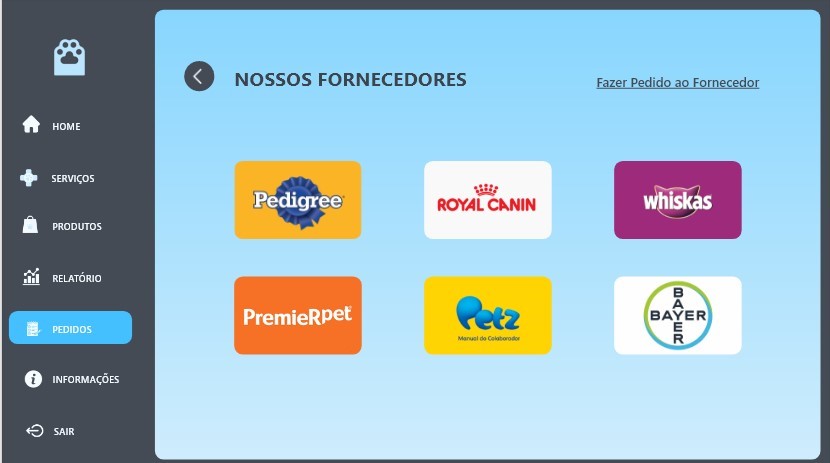 HOME
SERVIÇOS
PRODUTOS
RELATÓRIO
PEDIDOS
INFORMAÇÕES
SAIR
NOSSOS FORNECEDORES
Fazer Pedido ao Fornecedor
Pedigree
ROYAL CANIN
whiskas
PremieRpet
Petz
Manual do Colaborador
BAYER
BAYER